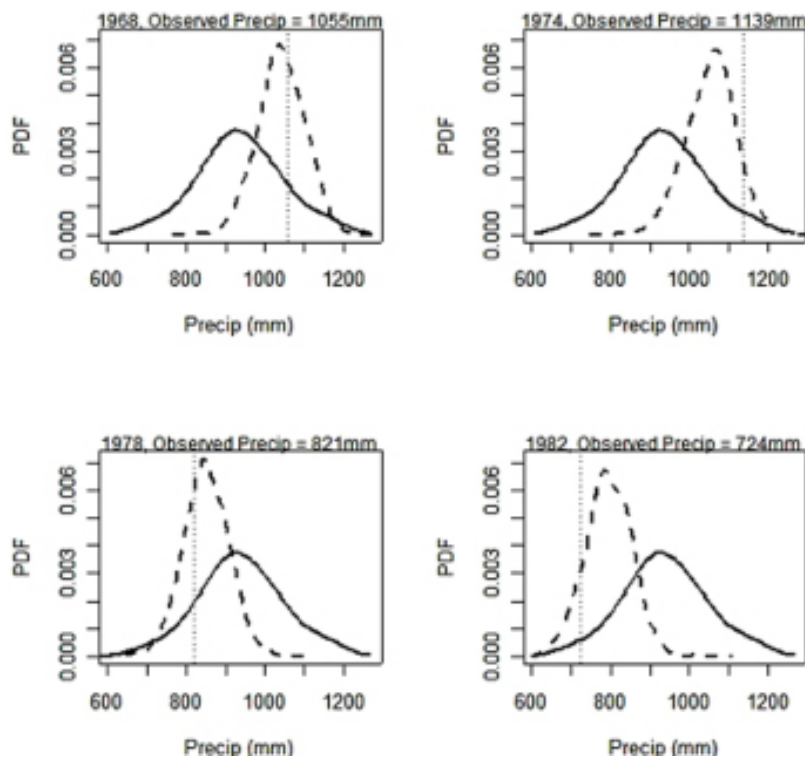 1968, Observed Precip = 1055mm
PDF
0.000 0.003 0.006
600 800 1000 1200
Precip (mm)
1974, Observed Precip = 1139mm
PDF
0.000 0.003 0.006
600 800 1000 1200
Precip (mm)
1978, Observed Precip = 821mm
PDF
0.000 0.003 0.006
600 800 1000 1200
Precip (mm)
1982, Observed Precip = 724mm
PDF
0.000 0.003 0.006
600 800 1000 1200
Precip (mm)